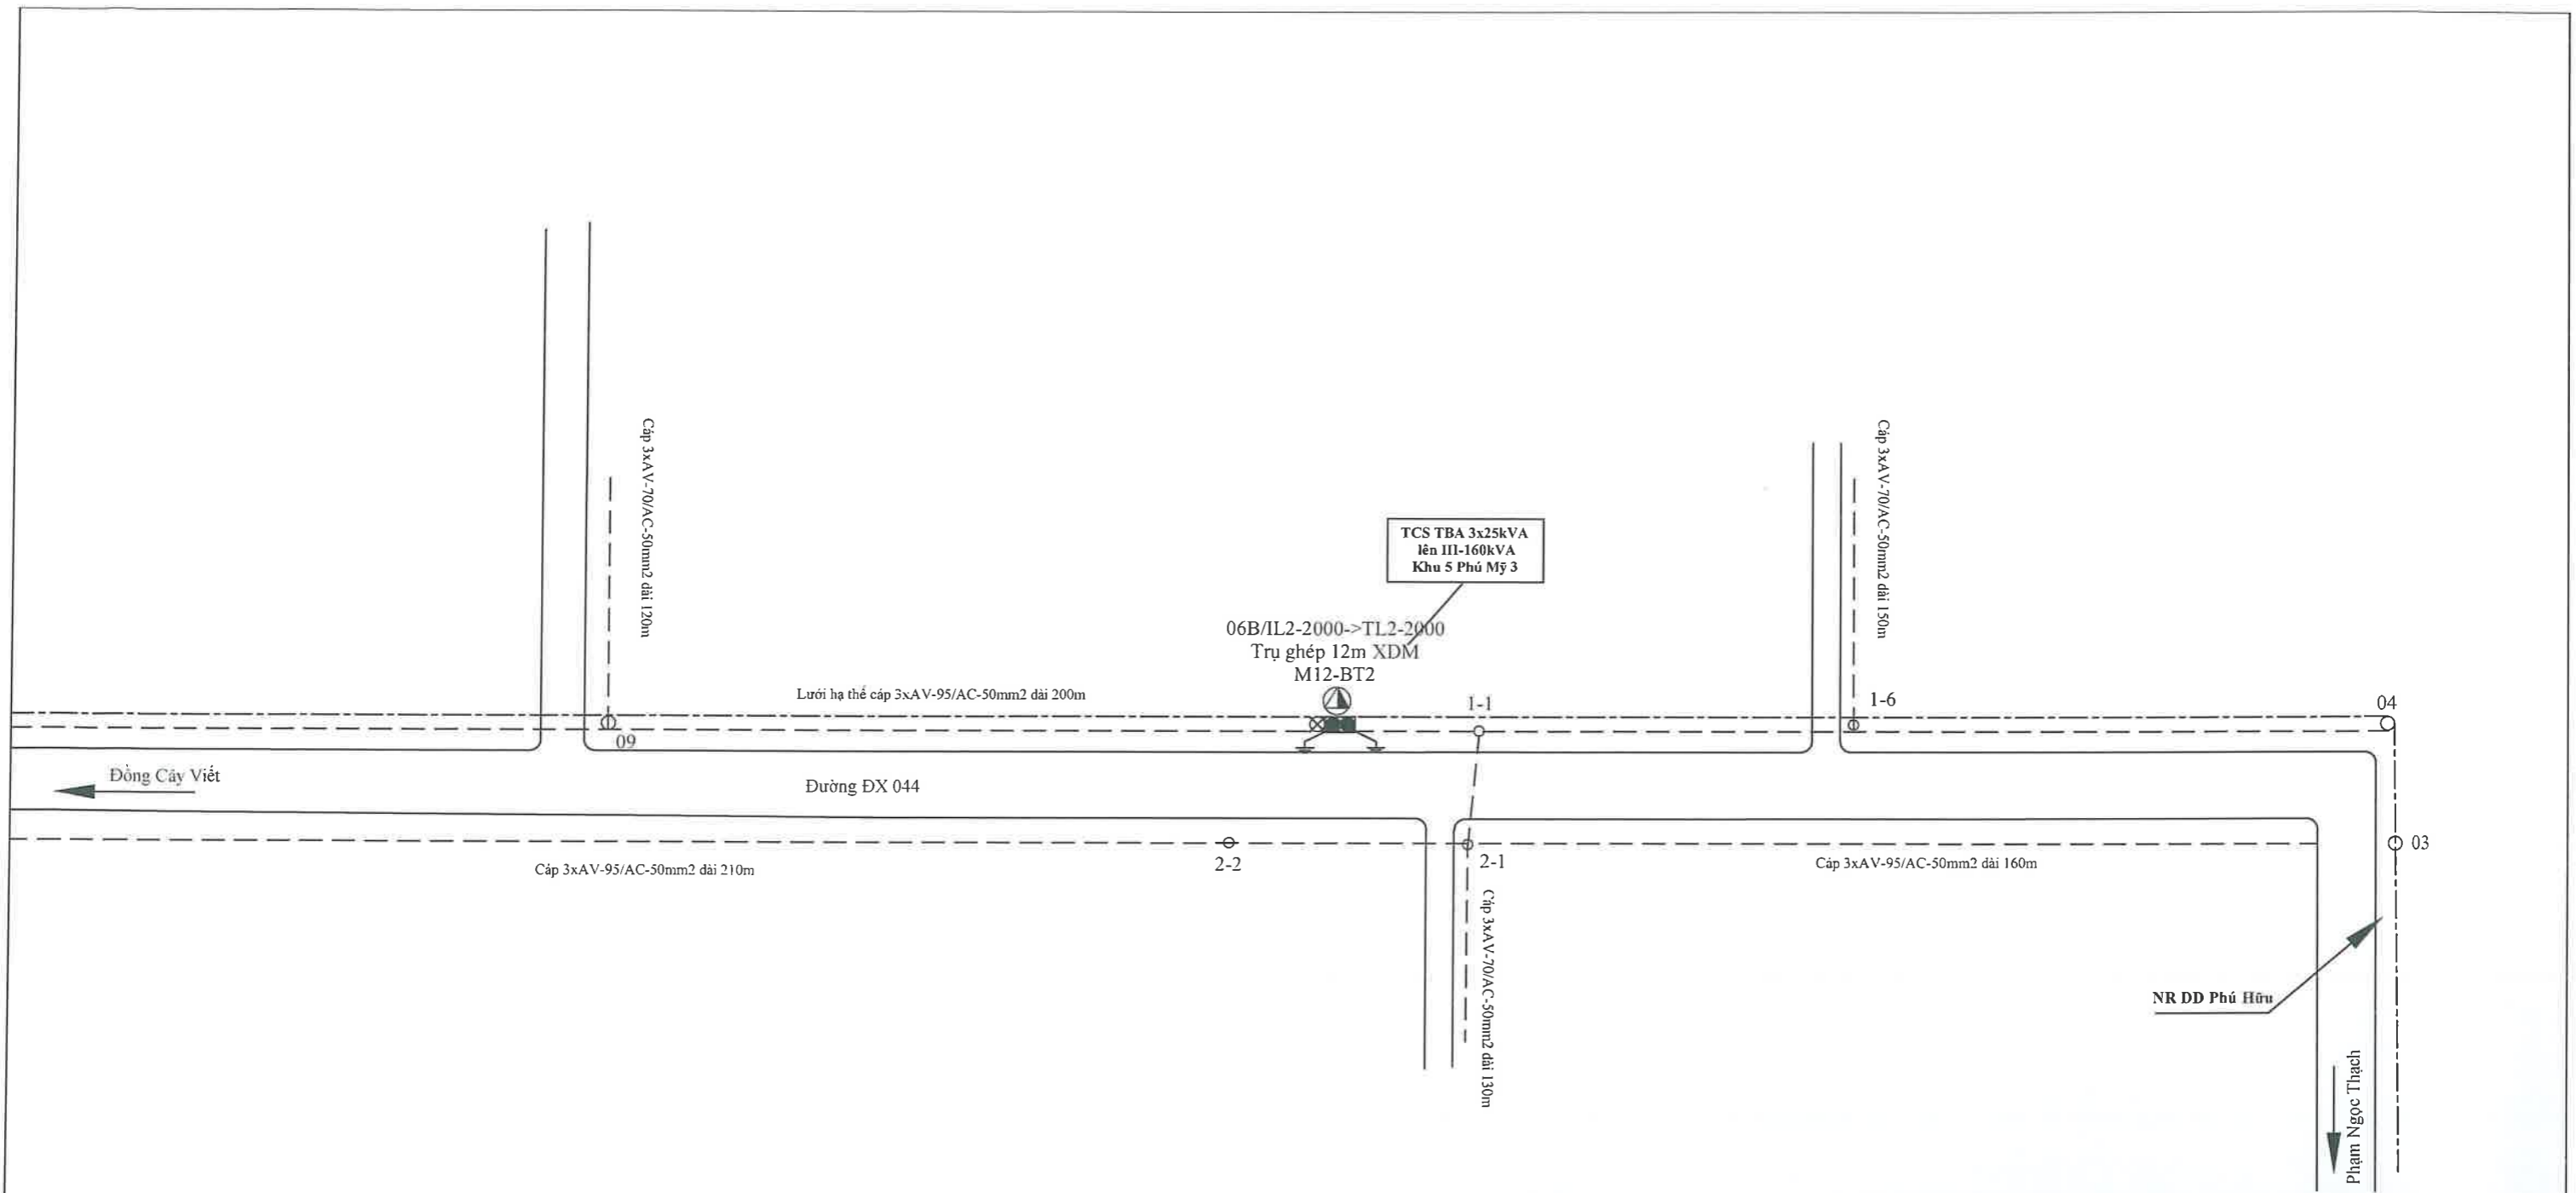 Cáp 3xAV-70/AC-50mm2 dài 120m
Cáp 3xAV-70/AC-50mm2 dài 150m
TCS TBA 3x25kVA
lên III-160kVA
Khu 5 Phú Mỹ 3
06B/IL2-2000->TL2-2000
Trụ ghép 12m XDM
M12-BT2
Lưới hạ thế cáp 3xAV-95/AC-50mm2 dài 200m
1-1
1-6
04
09
Đồng Cây Viết
Đường ĐX 044
03
2-2
2-1
Cáp 3xAV-95/AC-50mm2 dài 210m
Cáp 3xAV-95/AC-50mm2 dài 160m
Cáp 3xAV-70/AC-50mm2 dài 130m
NR DD Phú Hữu
Phạm Ngọc Thạch